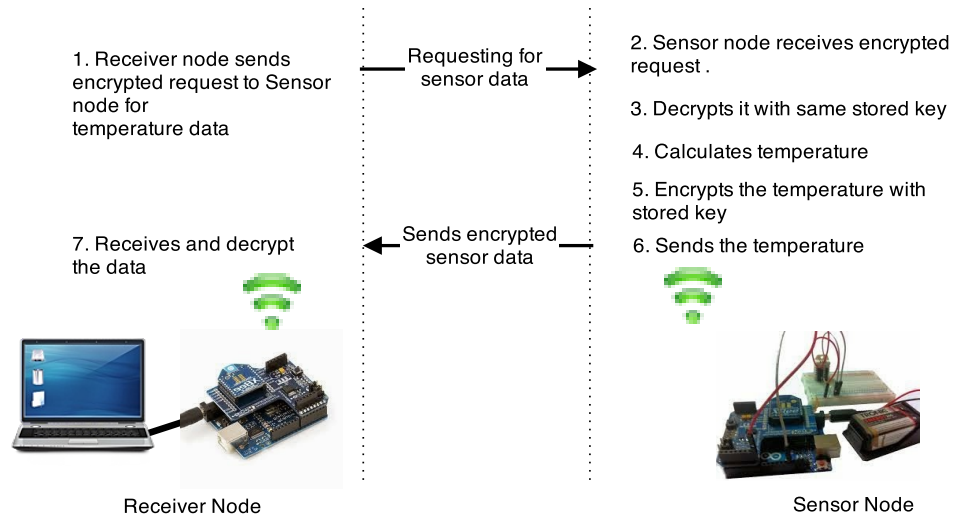 1. Receiver node sends
encrypted request to Sensor
node for
temperature data
Requesting for
sensor data
2. Sensor node receives encrypted
request .
3. Decrypts it with same stored key
4. Calculates temperature
5. Encrypts the temperature with
stored key
6. Sends the temperature
Sends encrypted
sensor data
7. Receives and decrypt
the data
Receiver Node
Sensor Node